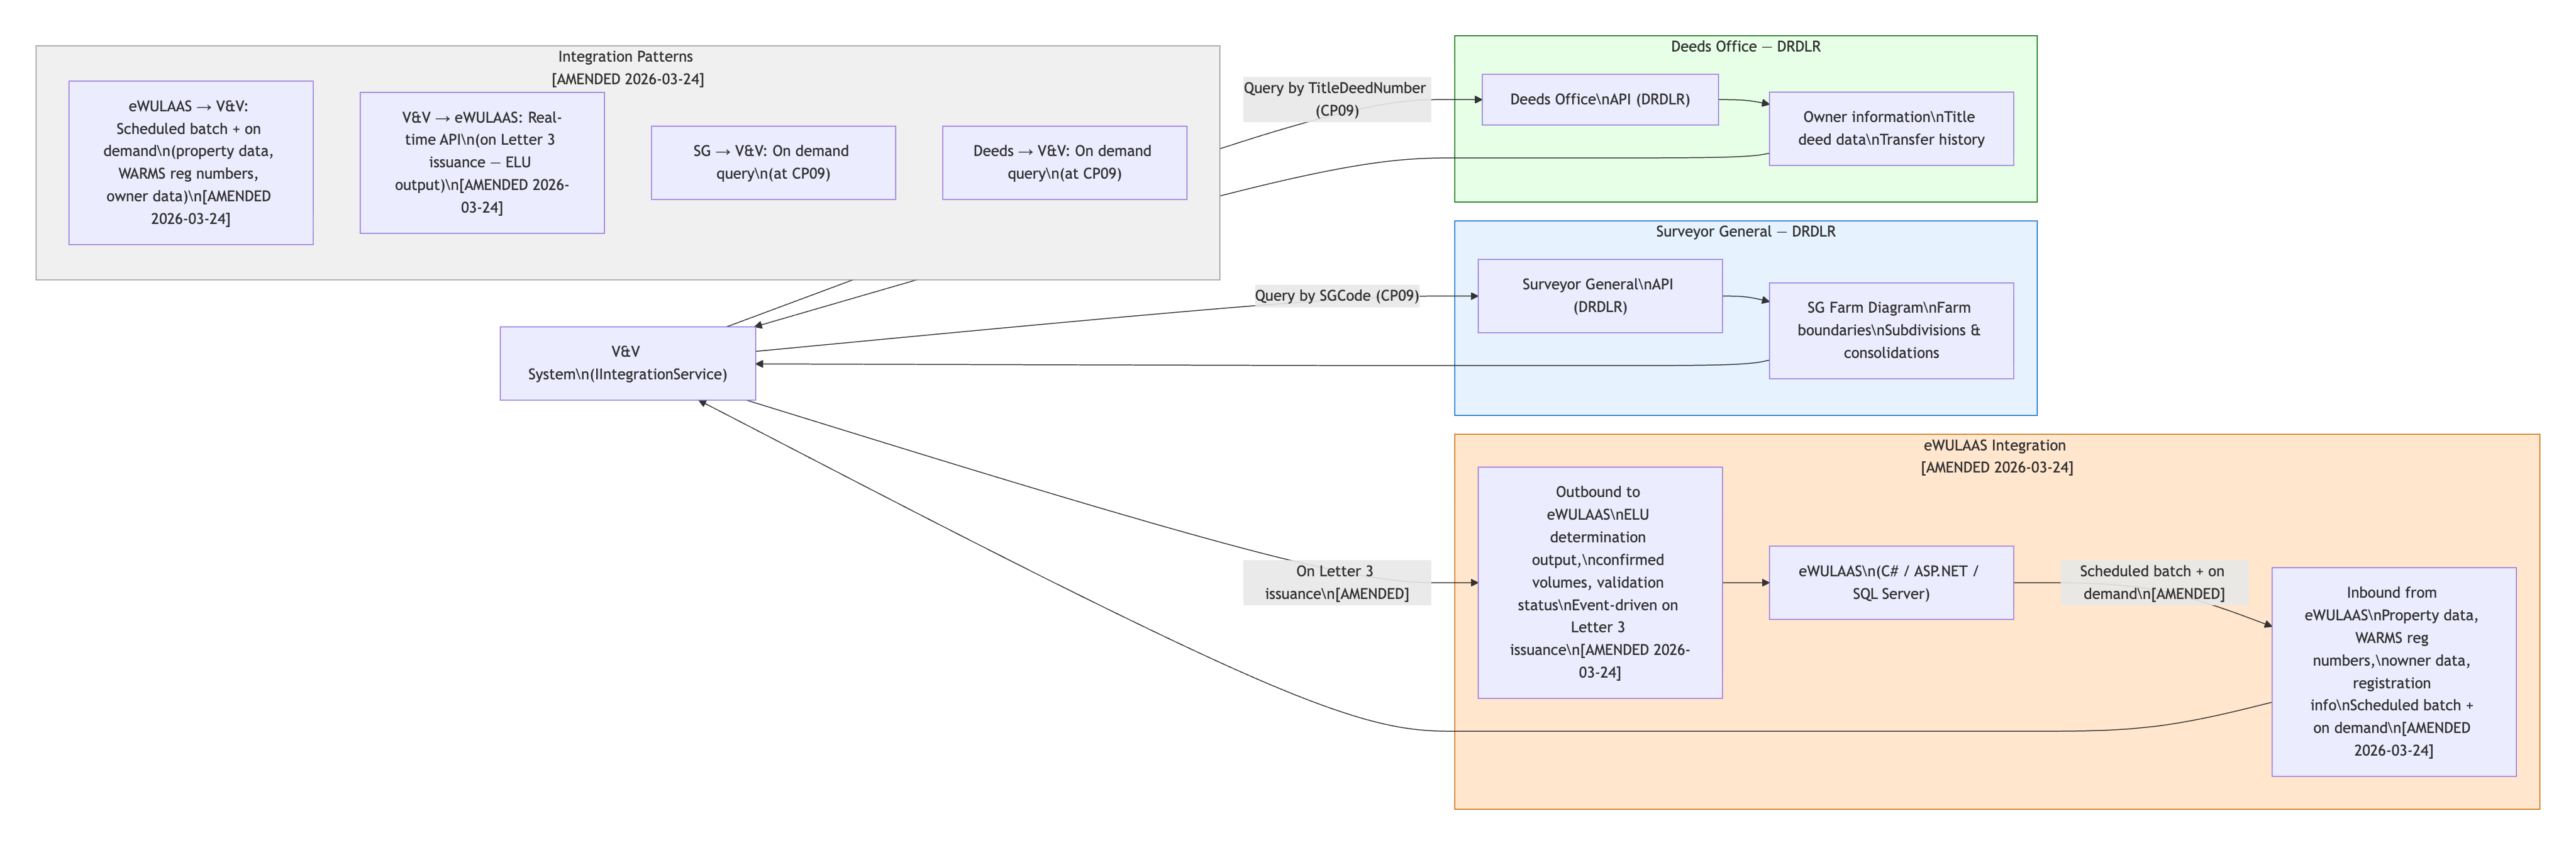 Integration Patterns
[AMENDED 2026-03-24]
eWULAAS → V&V:
Scheduled batch + on
demand\n(property data,
WARMS reg numbers,
owner data)\n[AMENDED
2026-03-24]
V&V → eWULAAS: Real-
time API\n(on Letter 3
issuance — ELU
output)\n[AMENDED 2026-
03-24]
SG → V&V: On demand
query\n(at CP09)
Deeds → V&V: On demand
query\n(at CP09)
Query by TitleDeedNumber
(CP09)
Deeds Office — DRDLR
Deeds Office\nAPI (DRDLR)
Owner information\nTitle
deed data\nTransfer history
V&V
System\n(IIntegrationService)
Query by SGCode (CP09)
Surveyor General — DRDLR
Surveyor General\nAPI
(DRDLR)
SG Farm Diagram\nFarm
boundaries\nSubdivisions &
consolidations
On Letter 3
issuance\n[AMENDED]
eWULAAS Integration
[AMENDED 2026-03-24]
Outbound to
eWULAAS\nELU
determination
output,\nconfirmed
volumes, validation
status\nEvent-driven on
Letter 3
issuance\n[AMENDED 2026-
03-24]
eWULAAS\n(C# / ASP.NET /
SQL Server)
Scheduled batch + on
demand\n[AMENDED]
Inbound from
eWULAAS\nProperty data,
WARMS reg
numbers,\nowner data,
registration
info\nScheduled batch +
on demand\n[AMENDED
2026-03-24]